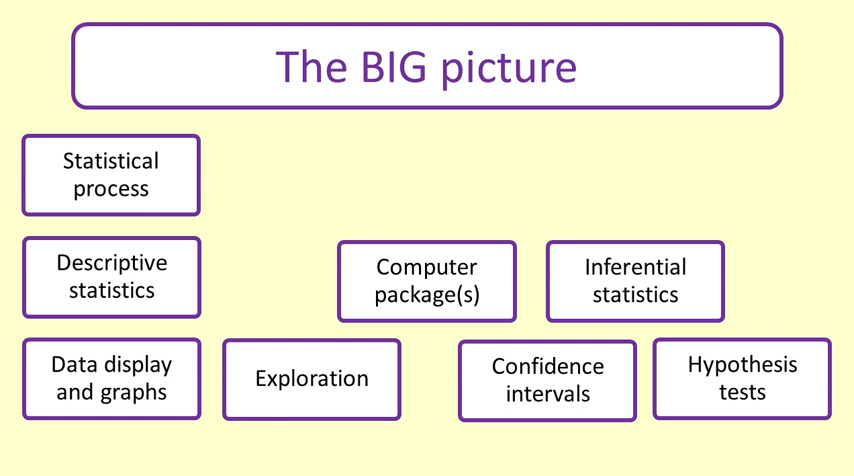 The BIG picture
Statistical
process
Descriptive
statistics
Computer
package(s)
Inferential
statistics
Data display
and graphs
Exploration
Confidence
intervals
Hypothesis
tests